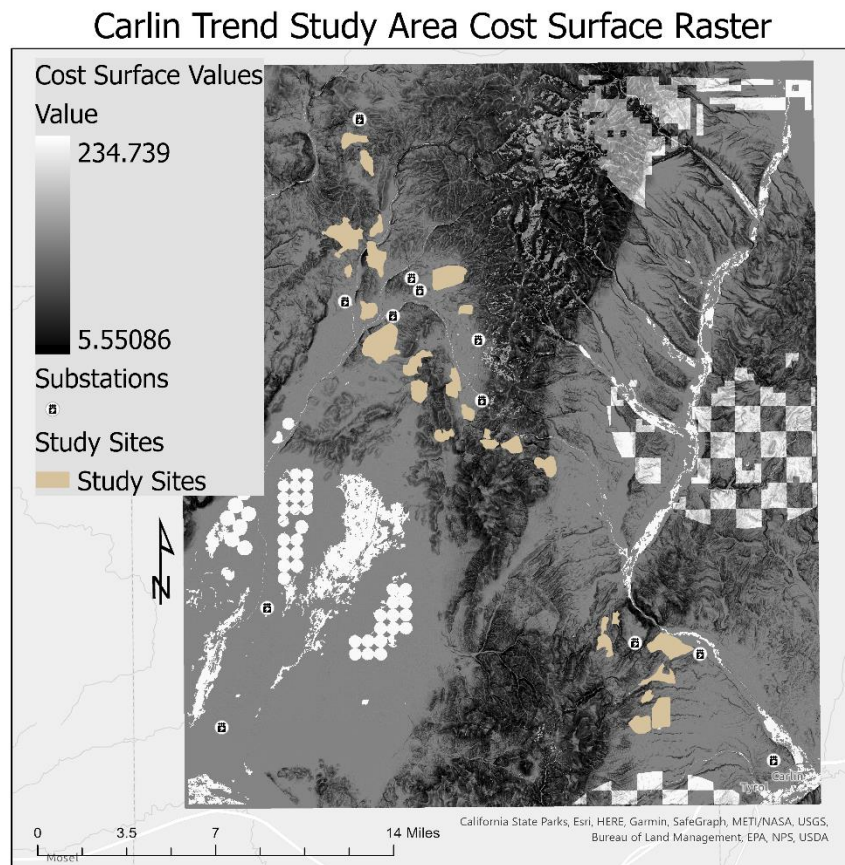 Carlin Trend Study Area Cost Surface Raster
Cost Surface Values
Value
234.739
5.55086
Substations
Study Sites
Study Sites
N
Carlin
Tyrol
0 3.5 7 14 Miles
Mosel
California State Parks, Esri, HERE, Garmin, SafeGraph, METI/NASA, USGS,
Bureau of Land Management, EPA, NPS, USDA